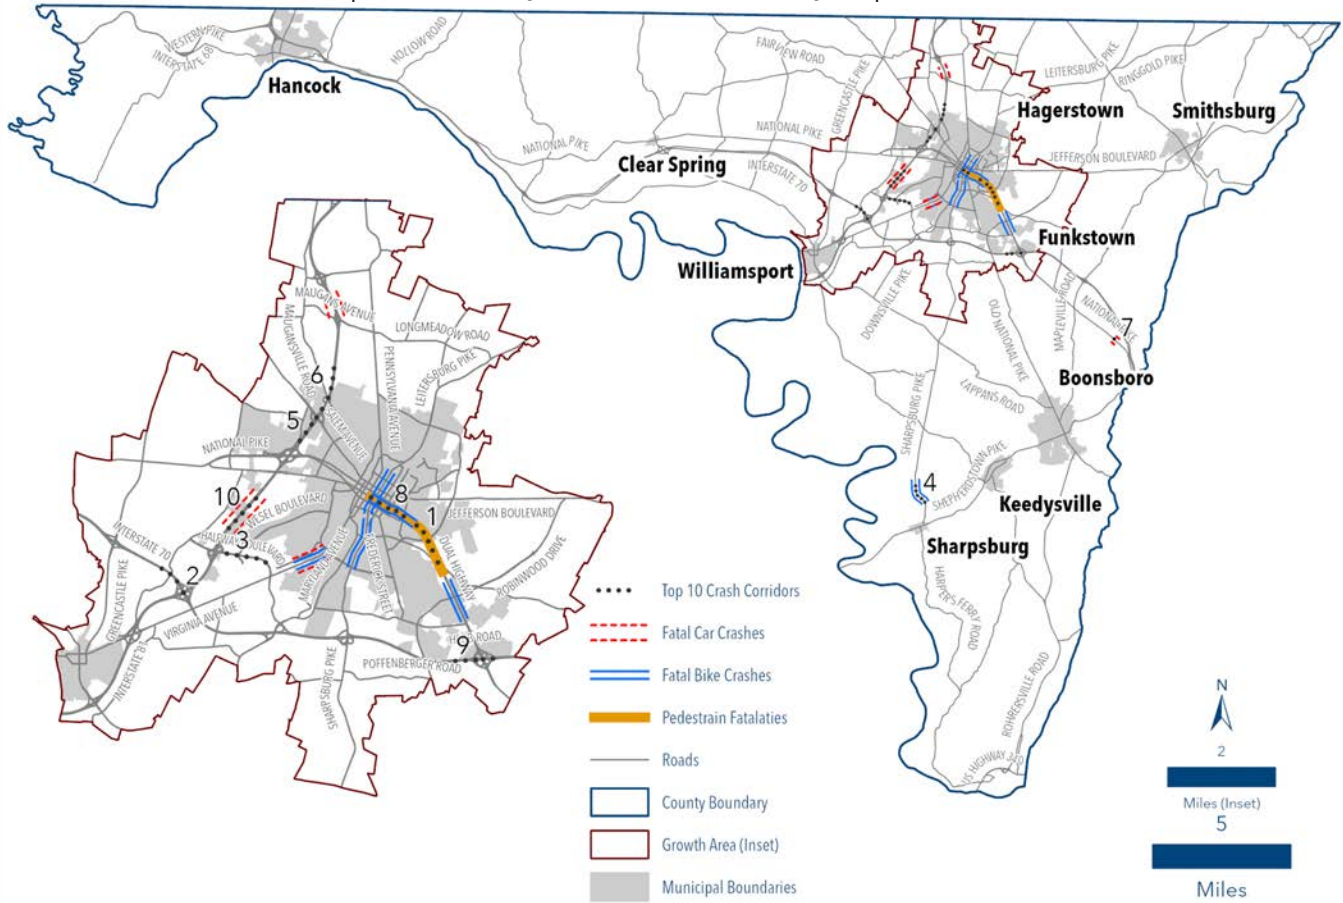 WESTERN PIKE
INTERSTATE 68
HOLLOW ROAD
Hancock
FAIRVIEW ROAD
GREENCASTLE PIKE
LEITERSBURG PIKE
RINGGOLD PIKE
Hagerstown
Smithsburg
NATIONAL PIKE
NATIONAL PIKE
Clear Spring
INTERSTATE 70
JEFFERSON BOULEVARD
Funkstown
Williamsport
DOWNSVILLE PIKE
OLD NATIONAL PIKE
MAPLEVILLE ROAD
NATIONAL PIKE
7
Boonsboro
LAPPANS ROAD
SHARPSBURG PIKE
4
SHEPHERDSTOWN PIKE
Keedysville
Sharpsburg
HARPERS FERRY ROAD
ROHRERSVILLE ROAD
US HIGHWAY 340
MAUGANS AVENUE
MAUGANSVILLE ROAD
LONGMEADOW ROAD
PENNSYLVANIA AVENUE
LEITERSBURG PIKE
6
SALEM AVENUE
5
NATIONAL PIKE
10
WESEL BOULEVARD
8
1
JEFFERSON BOULEVARD
HALFWAY BOULEVARD
3
INTERSTATE 70
2
GREENCASTLE PIKE
VIRGINIA AVENUE
MARYLAND AVENUE
FREDERICK STREET
DUAL HIGHWAY
ROBINWOOD DRIVE
9
ROAD
POFFENBERGER ROAD
INTERSTATE 81
SHARPSBURG PIKE
Top 10 Crash Corridors
Fatal Car Crashes
Fatal Bike Crashes
Pedestrain Fatalaties
Roads
County Boundary
Growth Area (Inset)
Municipal Boundaries
N
2
Miles (Inset)
5
Miles